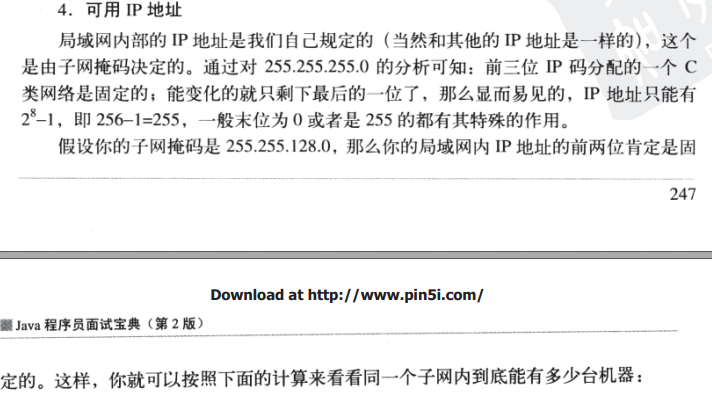 4．可用 IP 地址
局域网内部的 IP 地址是我们自己规定的（当然和其他的 IP 地址是一样的），这个
是由子网掩码决定的。通过对 255.255.255.0 的分析可知：前三位 IP 码分配的一个 C
类网络是固定的；能变化的就只剩下最后的一位了，那么显而易见的，IP 地址只能有
2⁸−1，即 256−1=255，一般末位为 0 或者是 255 的都有其特殊的作用。
假设你的子网掩码是 255.255.128.0，那么你的局域网内 IP 地址的前两位肯定是固
247
Download at http://www.pin5i.com/
Java 程序员面试宝典（第 2 版）
定的。这样，你就可以按照下面的计算来看看同一个子网内到底能有多少台机器：